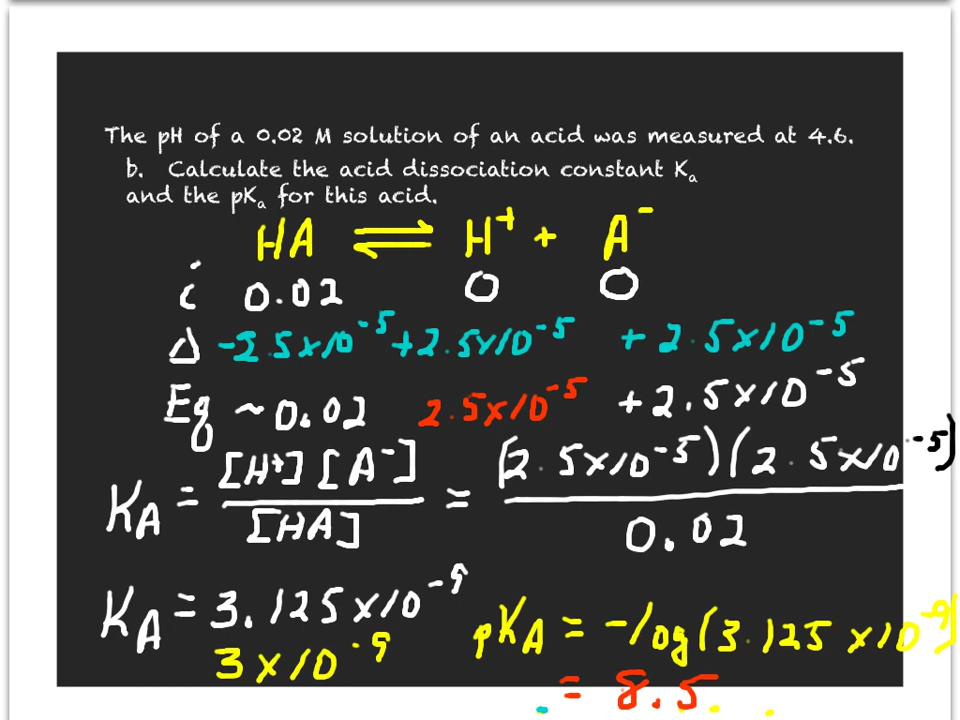 The pH of a 0.02 M solution of an acid was measured at 4.6.
b. Calculate the acid dissociation constant Kₐ
and the pKₐ for this acid.
HA ⇌ H⁺ + A⁻
i 0.02 0 0
Δ -2.5x10⁻⁵ +2.5x10⁻⁵ +2.5x10⁻⁵
Eq ~0.02 2.5x10⁻⁵ +2.5x10⁻⁵
K_A = [H⁺][A⁻] / [HA] = (2.5x10⁻⁵)(2.5x10⁻⁵) / 0.02
K_A = 3.125x10⁻⁹ pK_A = -log(3.125x10⁻⁹)
3x10⁻⁹ = 8.5